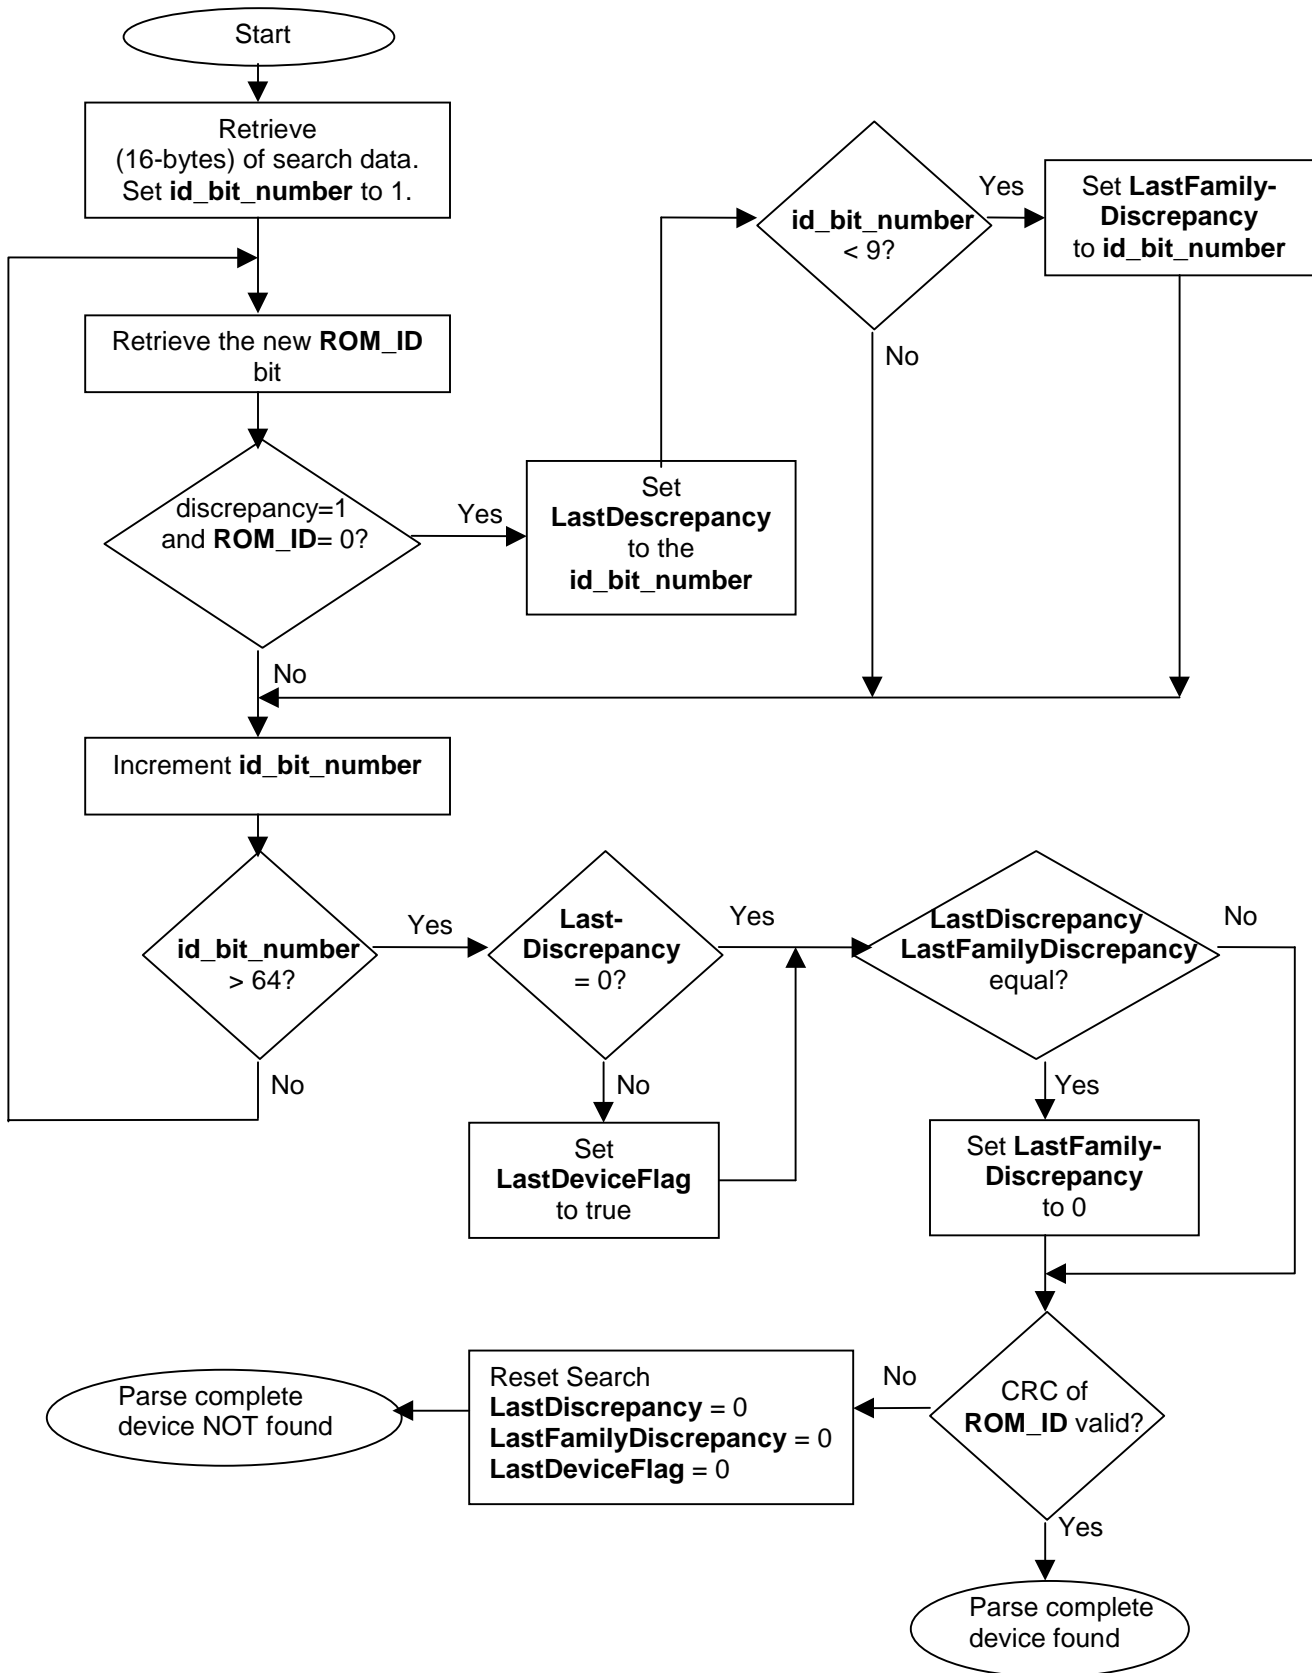 Start
Retrieve
(16-bytes) of search data.
Set id_bit_number to 1.
id_bit_number
< 9?
Yes
Set LastFamily-
Discrepancy
to id_bit_number
No
Retrieve the new ROM_ID
bit
discrepancy=1
and ROM_ID= 0?
Yes
Set
LastDescrepancy
to the
id_bit_number
No
Increment id_bit_number
id_bit_number
> 64?
Yes
Last-
Discrepancy
= 0?
Yes
LastDiscrepancy
LastFamilyDiscrepancy
equal?
No
No
No
Yes
Set
LastDeviceFlag
to true
Set LastFamily-
Discrepancy
to 0
Parse complete
device NOT found
Reset Search
LastDiscrepancy = 0
LastFamilyDiscrepancy = 0
LastDeviceFlag = 0
No
CRC of
ROM_ID valid?
Yes
Parse complete
device found